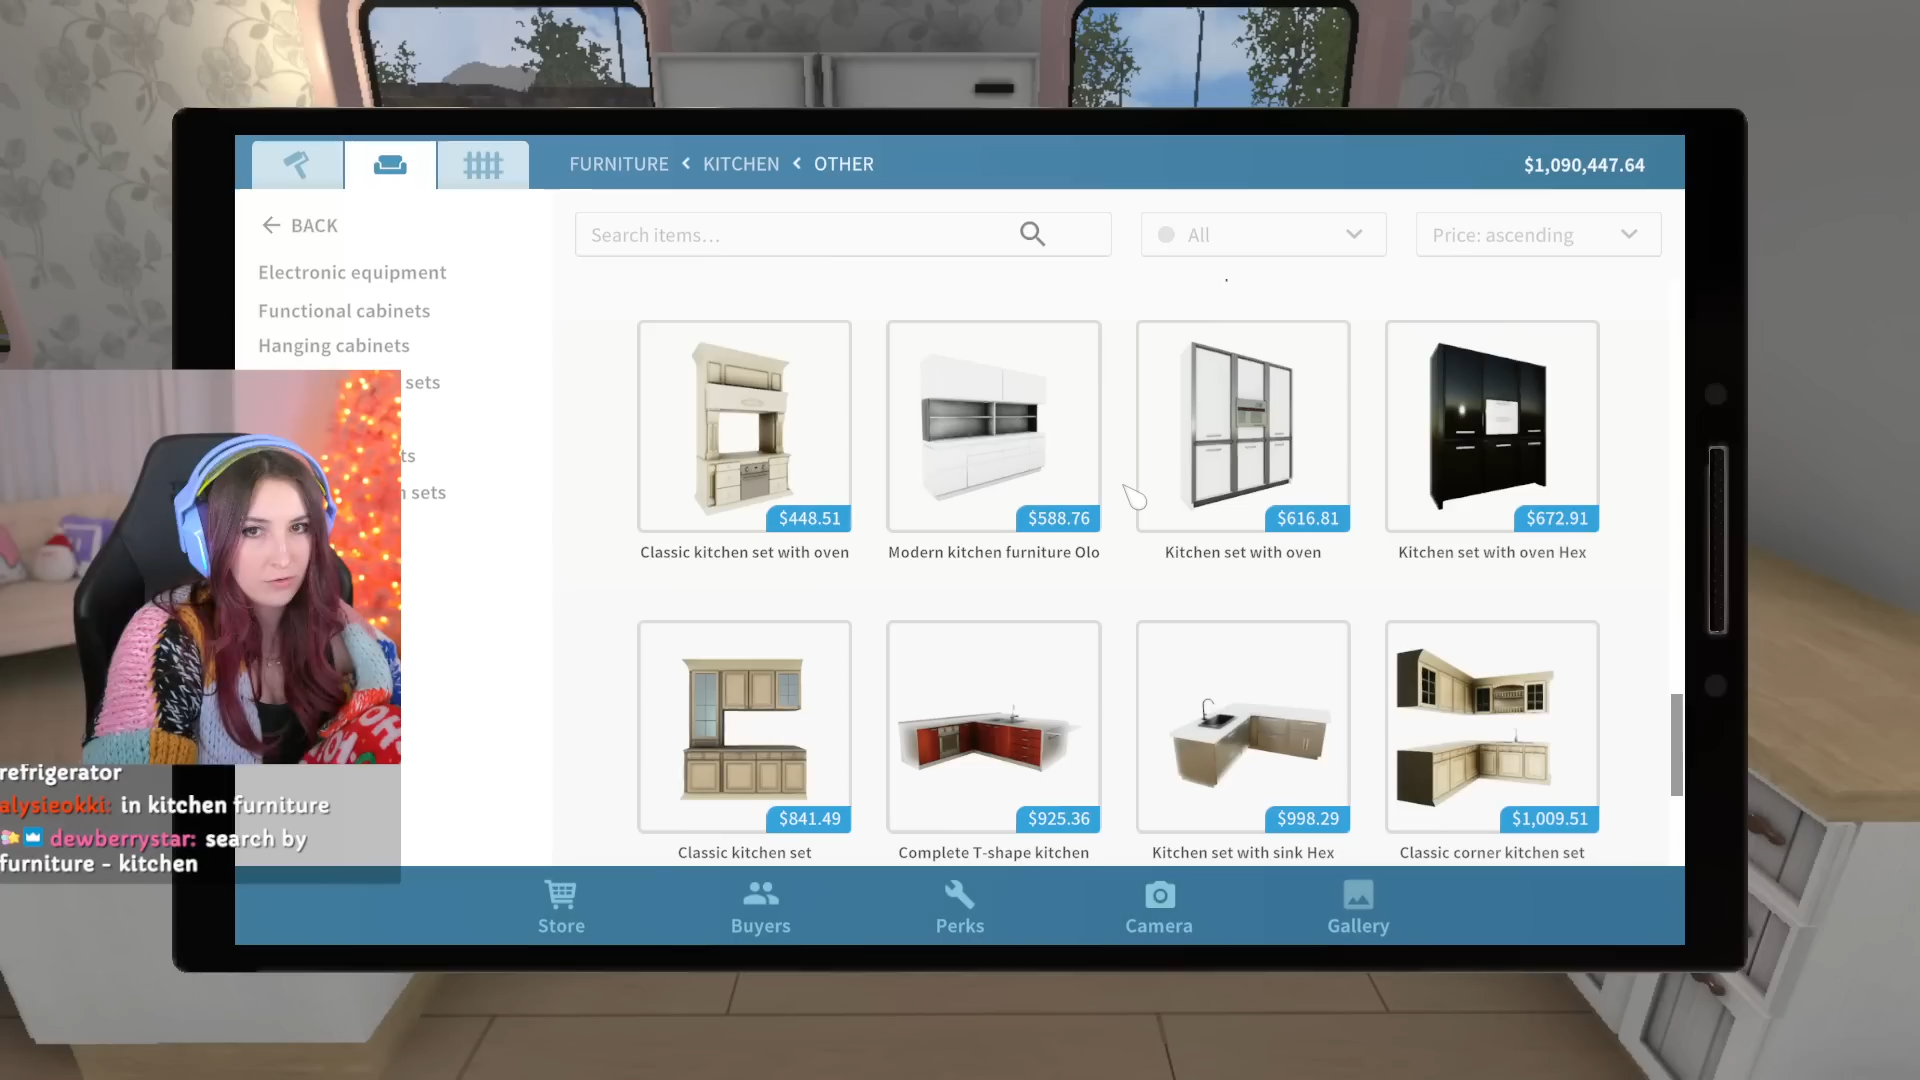 FURNITURE < KITCHEN < OTHER
$1,090,447.64
BACK
Search items...
All
Price: ascending
Electronic equipment
Functional cabinets
Hanging cabinets
sets
ts
sets
$448.51
$588.76
$616.81
$672.91
Classic kitchen set with oven
Modern kitchen furniture Olo
Kitchen set with oven
Kitchen set with oven Hex
$841.49
$925.36
$998.29
$1,009.51
Classic kitchen set
Complete T-shape kitchen
Kitchen set with sink Hex
Classic corner kitchen set
refrigerator
alysieokki: in kitchen furniture
dewberrystar: search by
furniture - kitchen
Store
Buyers
Perks
Camera
Gallery